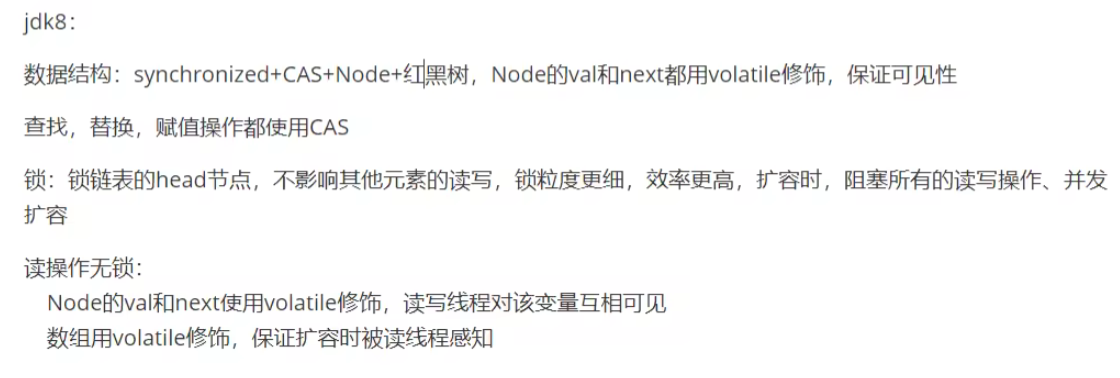 jdk8：
数据结构：synchronized+CAS+Node+红黑树，Node的val和next都用volatile修饰，保证可见性
查找，替换，赋值操作都使用CAS
锁：锁链表的head节点，不影响其他元素的读写，锁粒度更细，效率更高，扩容时，阻塞所有的读写操作、并发
扩容
读操作无锁：
Node的val和next使用volatile修饰，读写线程对该变量互相可见
数组用volatile修饰，保证扩容时被读线程感知